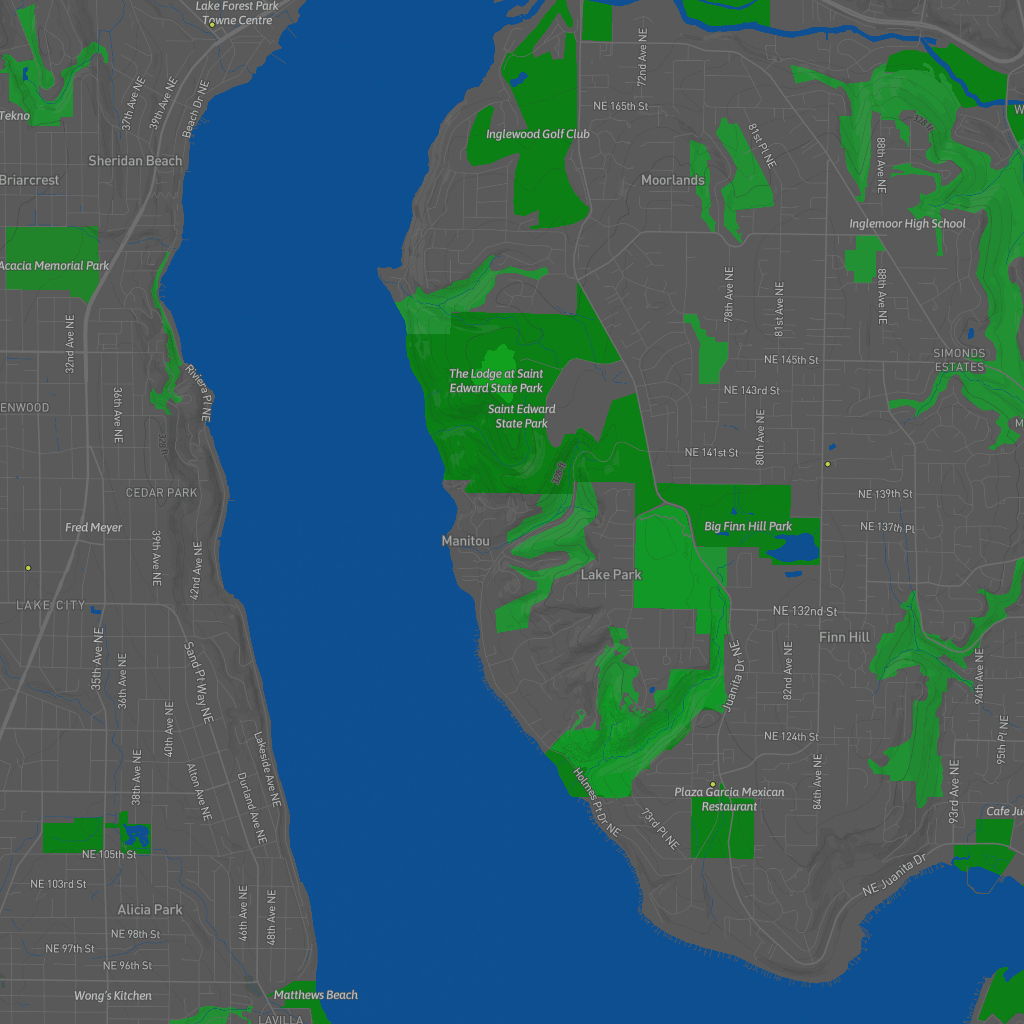 Lake Forest Park
Towne Centre
72nd Ave NE
37th Ave NE
39th Ave NE
Beach Dr NE
NE 165th St
Tekno
Inglewood Golf Club
81st Pl NE
328 ft
88th Ave NE
Sheridan Beach
Briarcrest
Moorlands
Inglemoor High School
Acacia Memorial Park
78th Ave NE
81st Ave NE
88th Ave NE
32nd Ave NE
NE 145th St
SIMONDS
ESTATES
The Lodge at Saint
Edward State Park
Riviera Pl NE
NE 143rd St
ENWOOD
36th Ave NE
Saint Edward
State Park
80th Ave NE
328 ft
NE 141st St
328 ft
CEDAR PARK
NE 139th St
Fred Meyer
Big Finn Hill Park
NE 137th Pl
Manitou
39th Ave NE
42nd Ave NE
Lake Park
LAKE CITY
NE 132nd St
Finn Hill
35th Ave NE
36th Ave NE
Sand Pt Way NE
Juanita Dr NE
82nd Ave NE
94th Ave NE
40th Ave NE
NE 124th St
95th Pl NE
38th Ave NE
Alton Ave NE
Lakeside Ave NE
Durland Ave NE
Holmes Pt Dr NE
84th Ave NE
93rd Ave NE
Plaza Garcia Mexican
Restaurant
73rd Pl NE
NE 105th St
NE Juanita Dr
NE 103rd St
Alicia Park
46th Ave NE
48th Ave NE
NE 98th St
NE 97th St
NE 96th St
Wong's Kitchen
Matthews Beach
LAVILLA